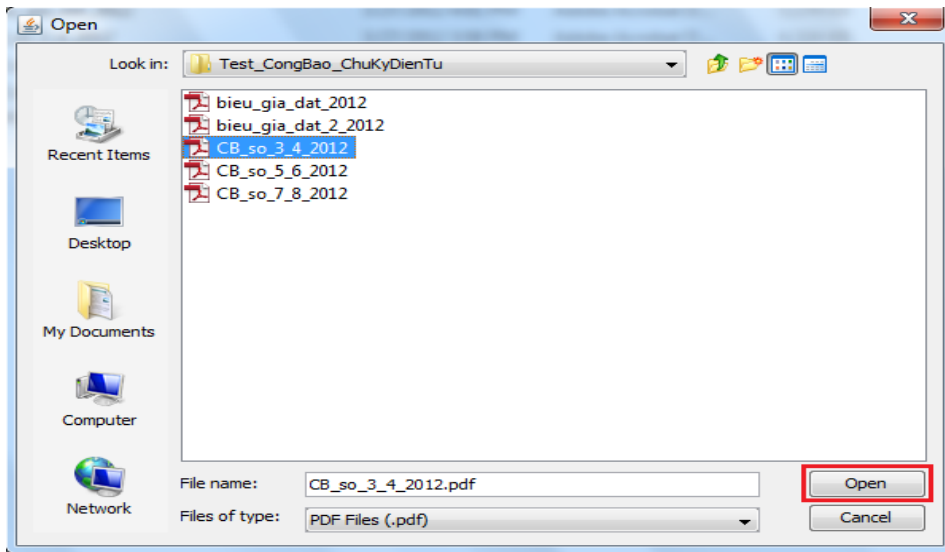 Open
Look in: Test_CongBao_ChuKyDienTu
bieu_gia_dat_2012
bieu_gia_dat_2_2012
CB_so_3_4_2012
CB_so_5_6_2012
CB_so_7_8_2012
Recent Items
Desktop
My Documents
Computer
Network
File name: CB_so_3_4_2012.pdf
Open
Files of type: PDF Files (.pdf)
Cancel